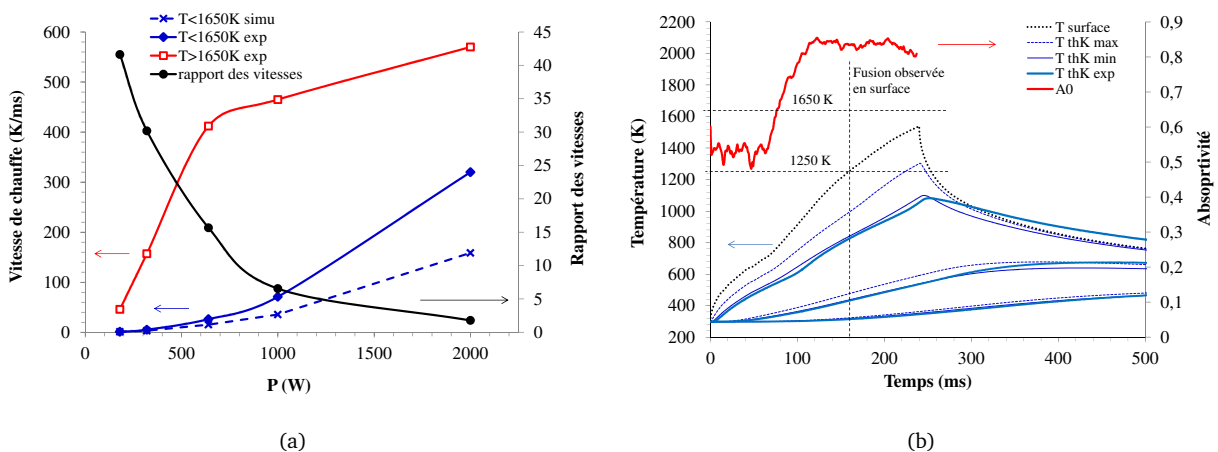 T<1650K simu
T<1650K exp
T>1650K exp
rapport des vitesses
600
500
400
300
200
100
0
Vitesse de chauffe (K/ms)
45
40
35
30
25
20
15
10
5
0
Rapport des vitesses
0 500 1000 1500 2000
P (W)
(a)
T surface
T thK max
T thK min
T thK exp
A0
2200
2000
1800
1600
1400
1200
1000
800
600
400
200
Température (K)
Fusion observée
en surface
1650 K
1250 K
0,9
0,8
0,7
0,6
0,5
0,4
0,3
0,2
0,1
0
Absoprtivité
0 100 200 300 400 500
Temps (ms)
(b)